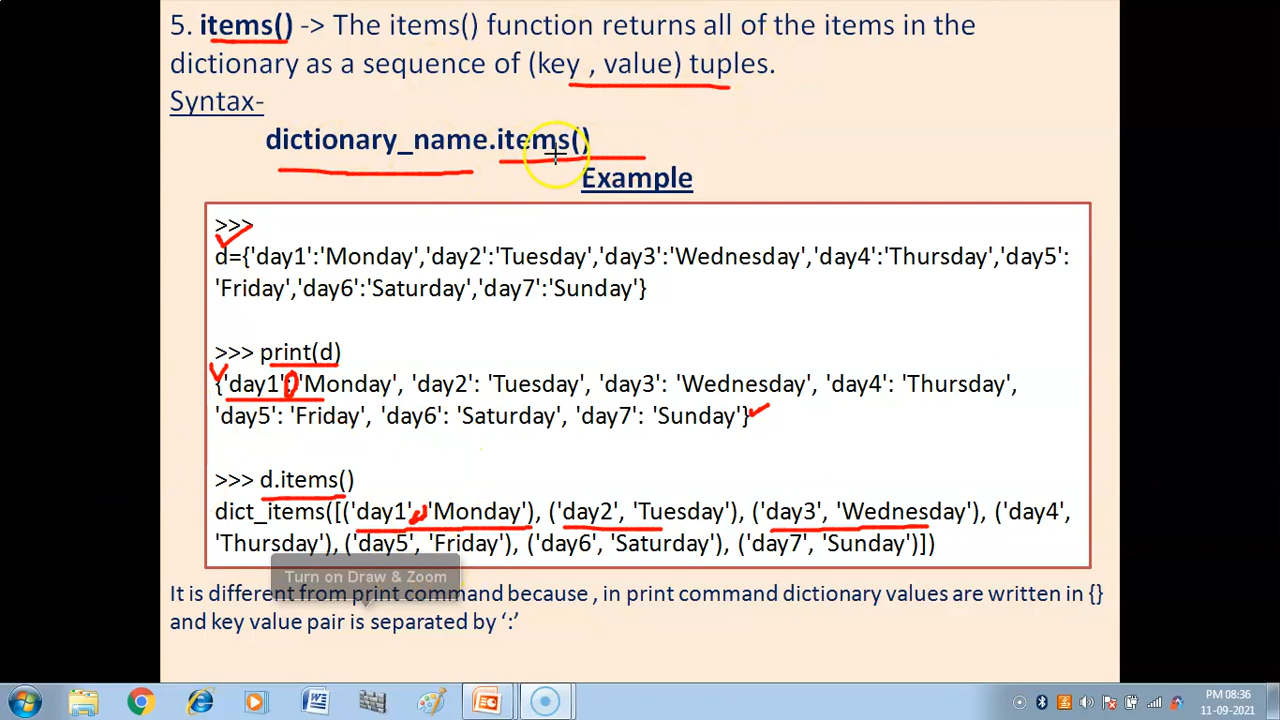 5. items() -> The items() function returns all of the items in the
dictionary as a sequence of (key , value) tuples.
Syntax-
dictionary_name.items()
Example
>>>
d={'day1':'Monday','day2':'Tuesday','day3':'Wednesday','day4':'Thursday','day5':
'Friday','day6':'Saturday','day7':'Sunday'}
>>> print(d)
{'day1': 'Monday', 'day2': 'Tuesday', 'day3': 'Wednesday', 'day4': 'Thursday',
'day5': 'Friday', 'day6': 'Saturday', 'day7': 'Sunday'}
>>> d.items()
dict_items([('day1', 'Monday'), ('day2', 'Tuesday'), ('day3', 'Wednesday'), ('day4',
'Thursday'), ('day5', 'Friday'), ('day6', 'Saturday'), ('day7', 'Sunday')])
Turn on Draw & Zoom
It is different from print command because , in print command dictionary values are written in {}
and key value pair is separated by ‘:’
PM 08:36
11-09-2021